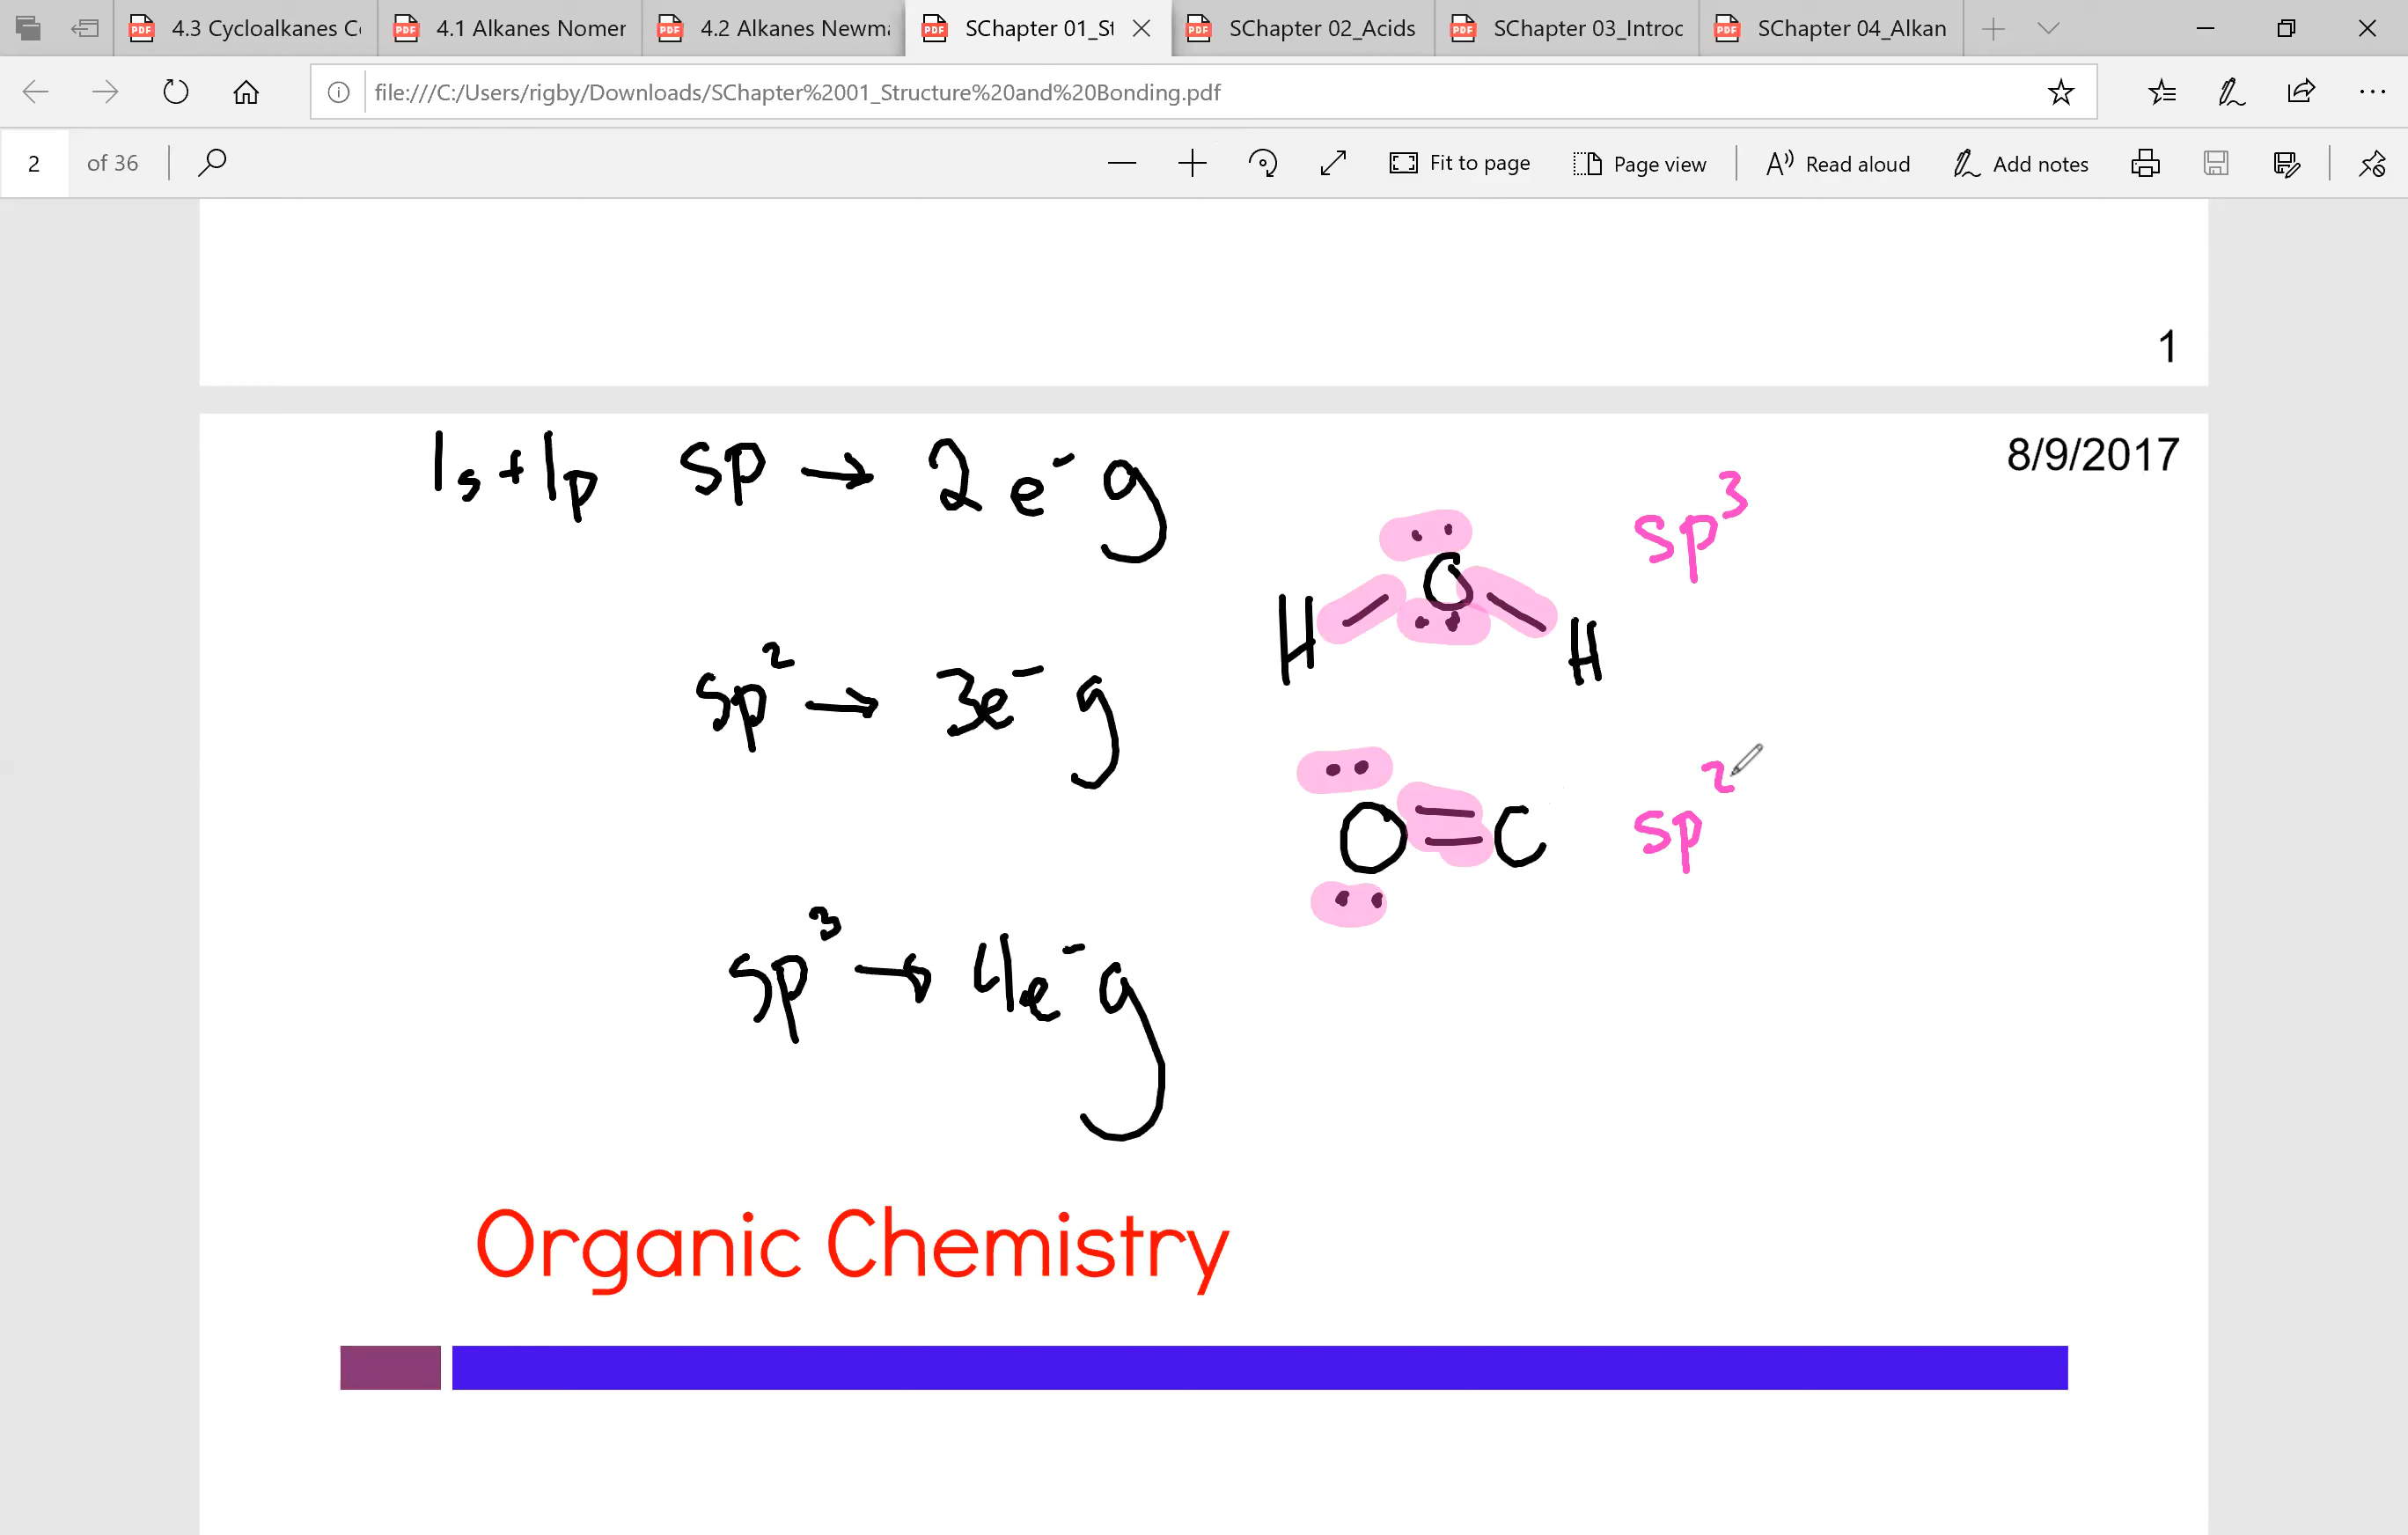 4.3 Cycloalkanes C
4.1 Alkanes Nomer
4.2 Alkanes Newma
SChapter 01_St
SChapter 02_Acids
SChapter 03_Introc
SChapter 04_Alkan
file:///C:/Users/rigby/Downloads/SChapter%2001_Structure%20and%20Bonding.pdf
2 of 36
Fit to page
Page view
Read aloud
Add notes
1
8/9/2017
1s+1p sp → 2e⁻ g
sp² → 3e⁻ g
sp³ → 4e⁻ g
H O H sp³
O=C sp²
Organic Chemistry